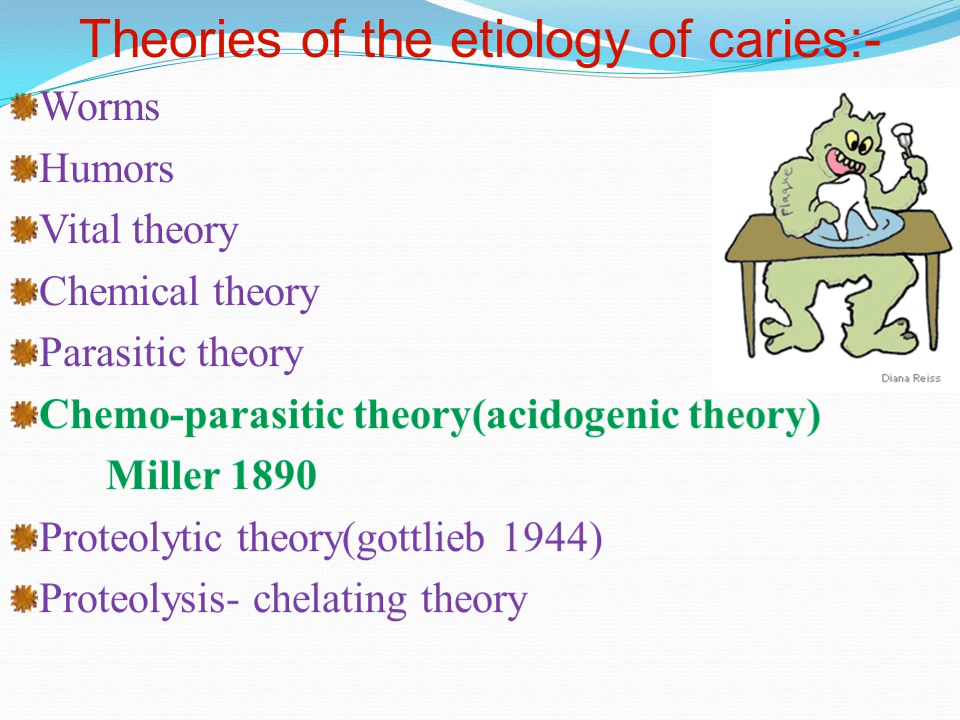 Theories of the etiology of caries:-
Worms
Humors
Vital theory
Chemical theory
Parasitic theory
Chemo-parasitic theory(acidogenic theory)
Miller 1890
Proteolytic theory(gottlieb 1944)
Proteolysis- chelating theory
plaque
Diana Reiss